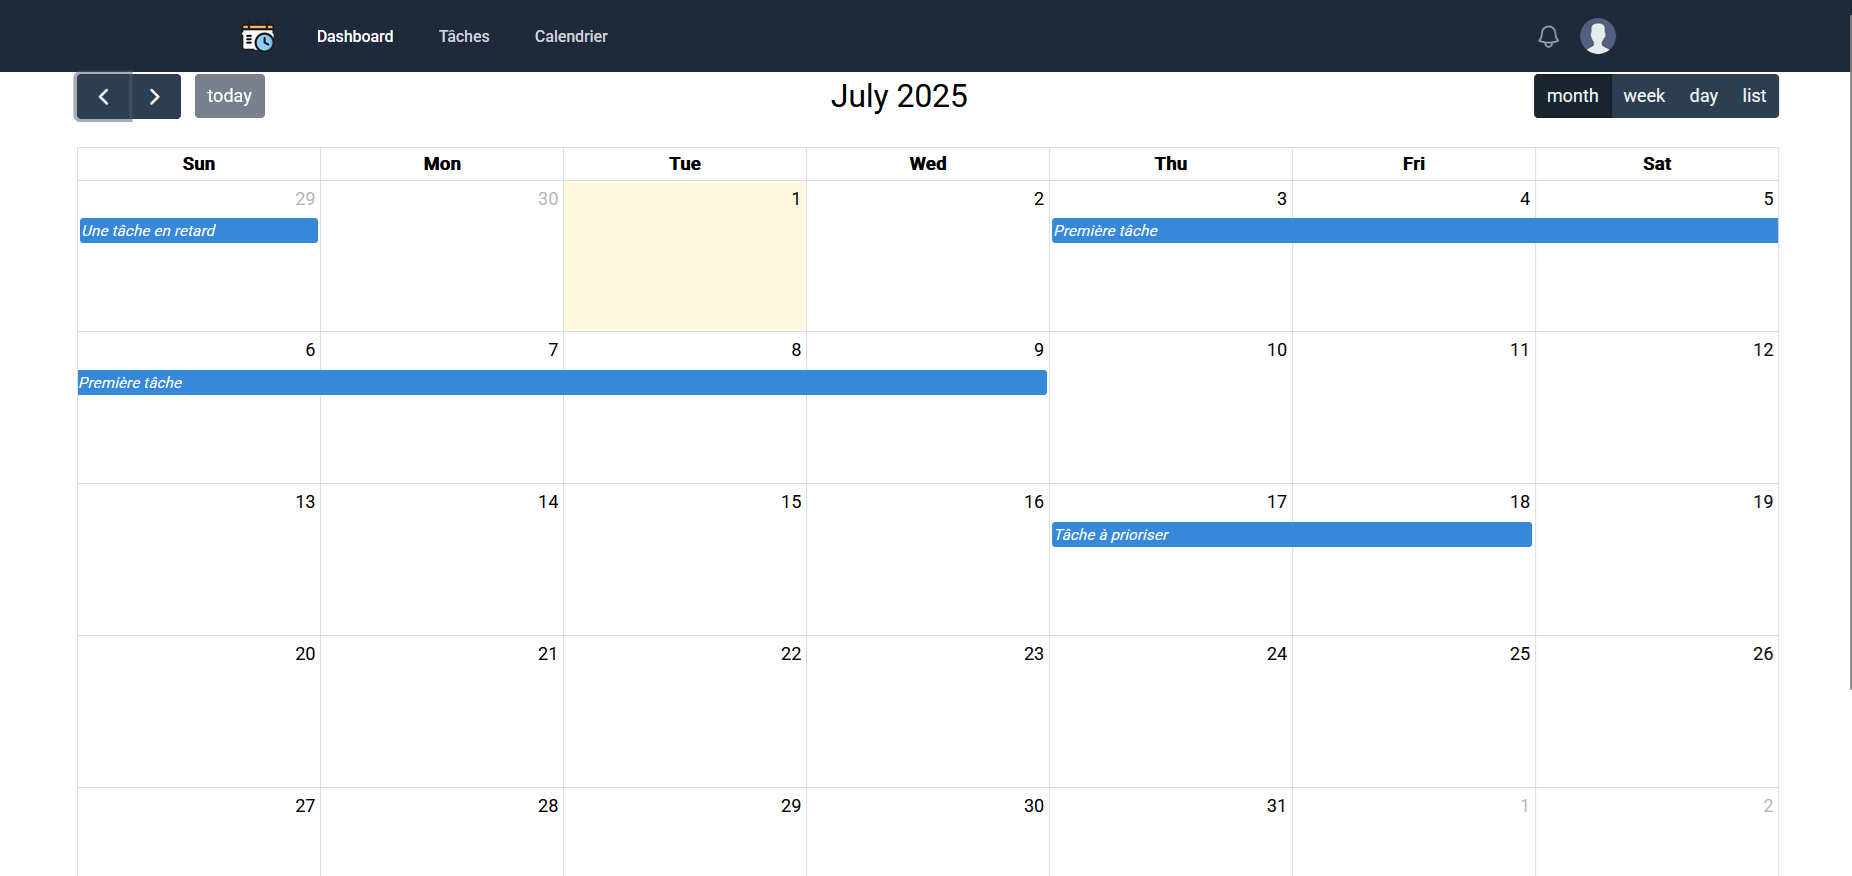 Dashboard Tâches Calendrier
today July 2025 month week day list
Sun Mon Tue Wed Thu Fri Sat
29 30 1 2 3 4 5
Une tâche en retard Première tâche
6 7 8 9 10 11 12
Première tâche
13 14 15 16 17 18 19
Tâche à prioriser
20 21 22 23 24 25 26
27 28 29 30 31 1 2